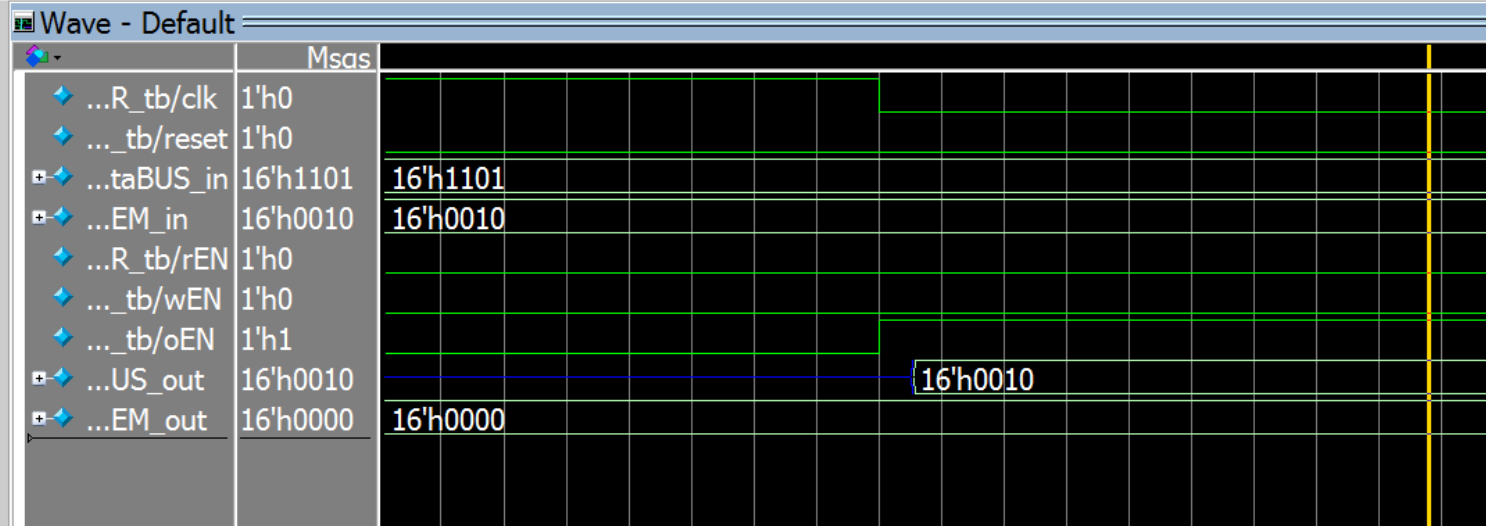 Wave - Default
Msgs
...R_tb/clk 1'h0
..._tb/reset 1'h0
...taBUS_in 16'h1101 16'h1101
...EM_in 16'h0010 16'h0010
...R_tb/rEN 1'h0
..._tb/wEN 1'h0
..._tb/oEN 1'h1
...US_out 16'h0010 16'h0010
...EM_out 16'h0000 16'h0000